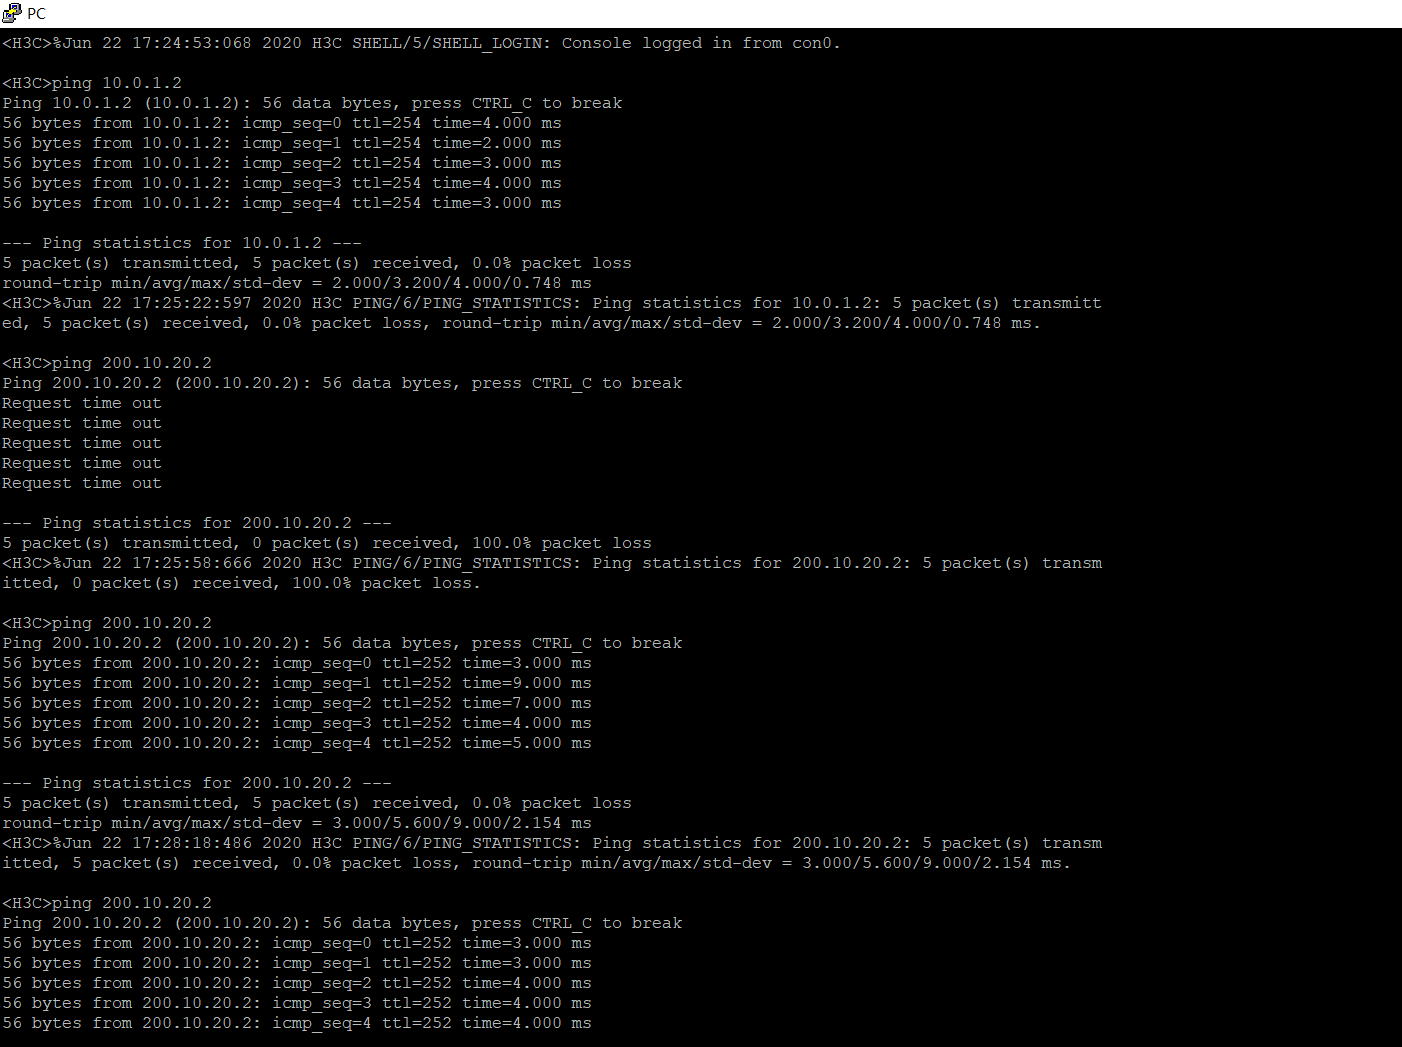 PC
<H3C>%Jun 22 17:24:53:068 2020 H3C SHELL/5/SHELL_LOGIN: Console logged in from con0.
<H3C>ping 10.0.1.2
Ping 10.0.1.2 (10.0.1.2): 56 data bytes, press CTRL_C to break
56 bytes from 10.0.1.2: icmp_seq=0 ttl=254 time=4.000 ms
56 bytes from 10.0.1.2: icmp_seq=1 ttl=254 time=2.000 ms
56 bytes from 10.0.1.2: icmp_seq=2 ttl=254 time=3.000 ms
56 bytes from 10.0.1.2: icmp_seq=3 ttl=254 time=4.000 ms
56 bytes from 10.0.1.2: icmp_seq=4 ttl=254 time=3.000 ms
--- Ping statistics for 10.0.1.2 ---
5 packet(s) transmitted, 5 packet(s) received, 0.0% packet loss
round-trip min/avg/max/std-dev = 2.000/3.200/4.000/0.748 ms
<H3C>%Jun 22 17:25:22:597 2020 H3C PING/6/PING_STATISTICS: Ping statistics for 10.0.1.2: 5 packet(s) transmitt
ed, 5 packet(s) received, 0.0% packet loss, round-trip min/avg/max/std-dev = 2.000/3.200/4.000/0.748 ms.
<H3C>ping 200.10.20.2
Ping 200.10.20.2 (200.10.20.2): 56 data bytes, press CTRL_C to break
Request time out
Request time out
Request time out
Request time out
Request time out
--- Ping statistics for 200.10.20.2 ---
5 packet(s) transmitted, 0 packet(s) received, 100.0% packet loss
<H3C>%Jun 22 17:25:58:666 2020 H3C PING/6/PING_STATISTICS: Ping statistics for 200.10.20.2: 5 packet(s) transm
itted, 0 packet(s) received, 100.0% packet loss.
<H3C>ping 200.10.20.2
Ping 200.10.20.2 (200.10.20.2): 56 data bytes, press CTRL_C to break
56 bytes from 200.10.20.2: icmp_seq=0 ttl=252 time=3.000 ms
56 bytes from 200.10.20.2: icmp_seq=1 ttl=252 time=9.000 ms
56 bytes from 200.10.20.2: icmp_seq=2 ttl=252 time=7.000 ms
56 bytes from 200.10.20.2: icmp_seq=3 ttl=252 time=4.000 ms
56 bytes from 200.10.20.2: icmp_seq=4 ttl=252 time=5.000 ms
--- Ping statistics for 200.10.20.2 ---
5 packet(s) transmitted, 5 packet(s) received, 0.0% packet loss
round-trip min/avg/max/std-dev = 3.000/5.600/9.000/2.154 ms
<H3C>%Jun 22 17:28:18:486 2020 H3C PING/6/PING_STATISTICS: Ping statistics for 200.10.20.2: 5 packet(s) transm
itted, 5 packet(s) received, 0.0% packet loss, round-trip min/avg/max/std-dev = 3.000/5.600/9.000/2.154 ms.
<H3C>ping 200.10.20.2
Ping 200.10.20.2 (200.10.20.2): 56 data bytes, press CTRL_C to break
56 bytes from 200.10.20.2: icmp_seq=0 ttl=252 time=3.000 ms
56 bytes from 200.10.20.2: icmp_seq=1 ttl=252 time=3.000 ms
56 bytes from 200.10.20.2: icmp_seq=2 ttl=252 time=4.000 ms
56 bytes from 200.10.20.2: icmp_seq=3 ttl=252 time=4.000 ms
56 bytes from 200.10.20.2: icmp_seq=4 ttl=252 time=4.000 ms